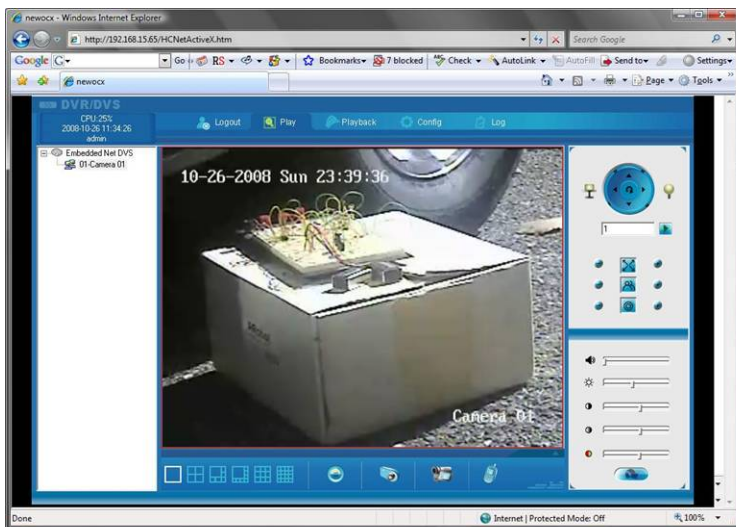 newocx - Windows Internet Explorer
http://192.168.15.65/HCNetActiveX.htm
Search Google
Google
Go
RS
Bookmarks
7 blocked
Check
AutoLink
AutoFill
Send to
Settings
newocx
Page
Tools
DVR/DVS
CPU:25%
2008-10-26 11:34:26
admin
Logout
Play
Playback
Config
Log
Embedded Net DVS
01-Camera 01
10-26-2008 Sun 23:39:36
1
Camera 01
Done
Internet | Protected Mode: Off
100%